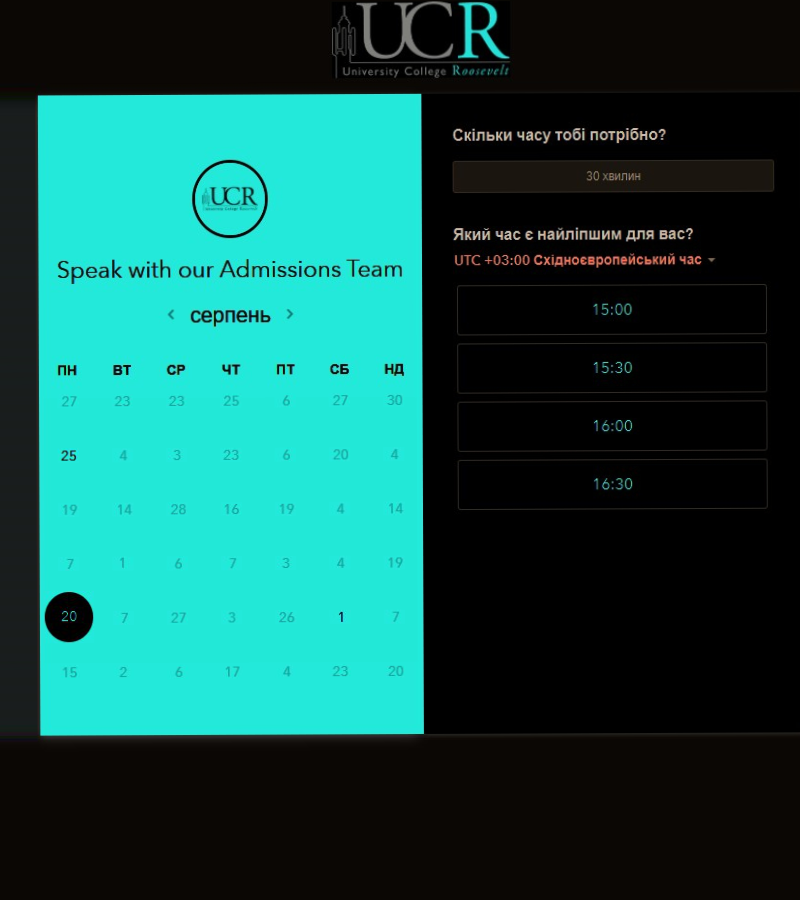 UCR
University College Roosevelt
UCR
University College Roosevelt
Speak with our Admissions Team
серпень
ПН ВТ СР ЧТ ПТ СБ НД
27 23 23 25 6 27 30
25 4 3 23 6 20 4
19 14 28 16 19 4 14
7 1 6 7 3 4 19
20 7 27 3 26 1 7
15 2 6 17 4 23 20
Скільки часу тобі потрібно?
30 хвилин
Який час є найліпшим для вас?
UTC +03:00 Східноєвропейський час
15:00
15:30
16:00
16:30